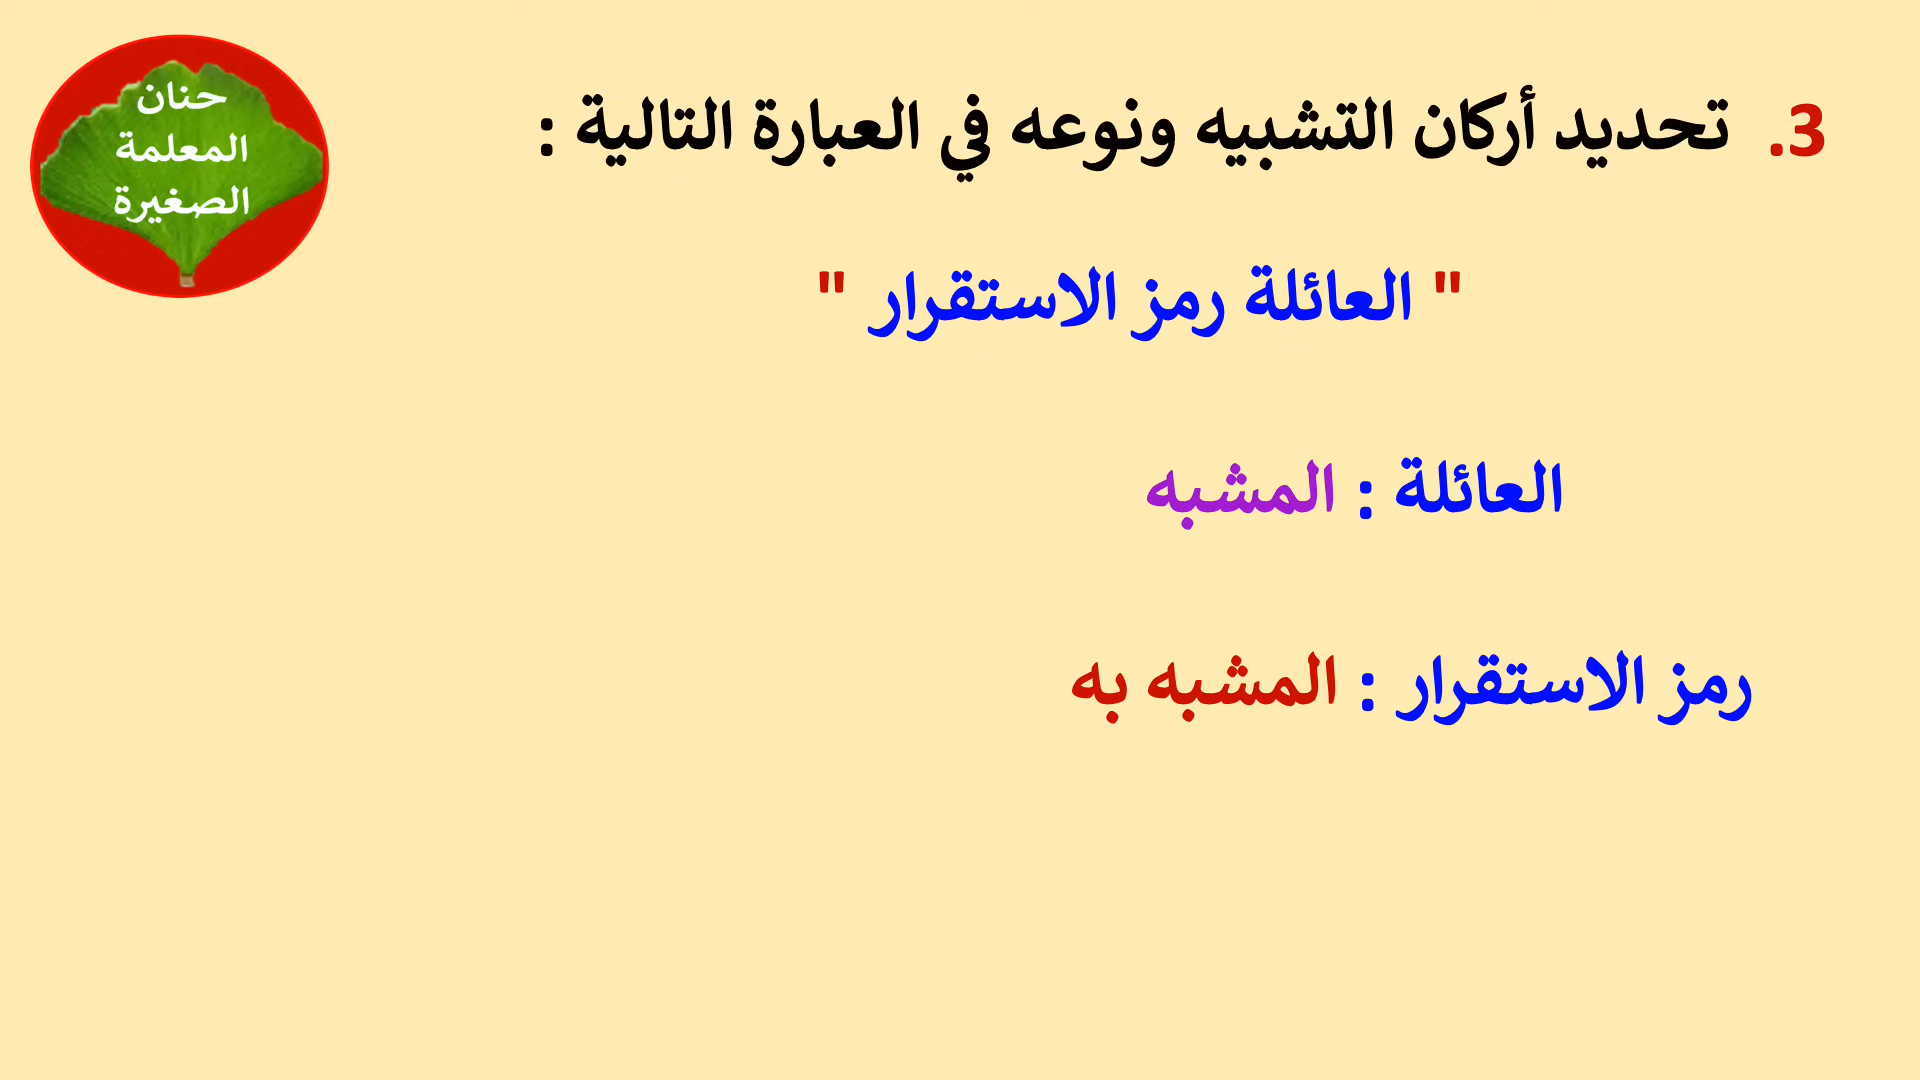 حنان
المعلمة
الصغيرة
3. تحديد أركان التشبيه ونوعه في العبارة التالية :
" العائلة رمز الاستقرار "
العائلة : المشبه
رمز الاستقرار : المشبه به